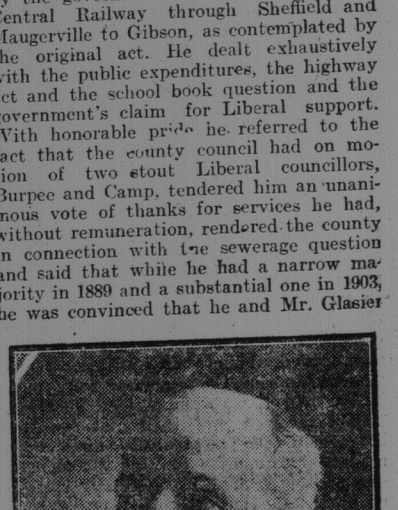 the
Central Railway through Sheffield and
Maugerville to Gibson, as contemplated by
he original act. He dealt exhaustively
with the public expenditures, the highway
ct and the school book question and the
government's claim for Liberal support.
With honorable pride he referred to the
act that the county council had on mo-
ion of two stout Liberal councillors,
Burpee and Camp, tendered him an unani-
mous vote of thanks for services he had,
without remuneration, rendered the county
in connection with the sewerage question
and said that while he had a narrow ma-
jority in 1889 and a substantial one in 1903,
he was convinced that he and Mr. Glasier